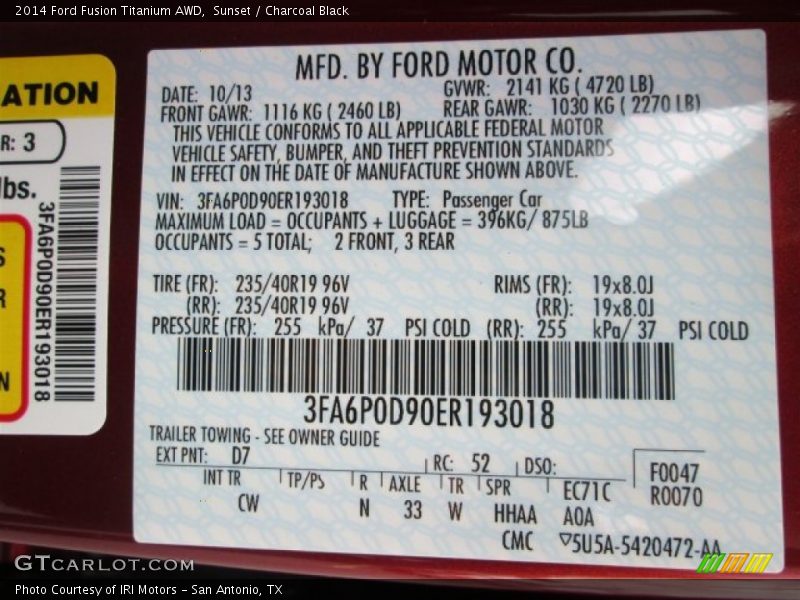 2014 Ford Fusion Titanium AWD, Sunset / Charcoal Black
ATION
R: 3
lbs.
S
R
N
3FA6P0D90ER193018
MFD. BY FORD MOTOR CO.
DATE: 10/13 GVWR: 2141 KG ( 4720 LB)
FRONT GAWR: 1116 KG ( 2460 LB) REAR GAWR: 1030 KG ( 2270 LB)
THIS VEHICLE CONFORMS TO ALL APPLICABLE FEDERAL MOTOR
VEHICLE SAFETY, BUMPER, AND THEFT PREVENTION STANDARDS
IN EFFECT ON THE DATE OF MANUFACTURE SHOWN ABOVE.
VIN: 3FA6P0D90ER193018 TYPE: Passenger Car
MAXIMUM LOAD = OCCUPANTS + LUGGAGE = 396KG/ 875LB
OCCUPANTS = 5 TOTAL; 2 FRONT, 3 REAR
TIRE (FR): 235/40R19 96V RIMS (FR): 19x8.0J
(RR): 235/40R19 96V (RR): 19x8.0J
PRESSURE (FR): 255 kPa/ 37 PSI COLD (RR): 255 kPa/ 37 PSI COLD
3FA6P0D90ER193018
TRAILER TOWING - SEE OWNER GUIDE
EXT PNT: D7 RC: 52 DSO: F0047
INT TR TP/PS R AXLE TR SPR EC71C R0070
CW N 33 W HHAA A0A
CMC ▽5U5A-5420472-AA
GTCARLOT.COM
Photo Courtesy of IRI Motors – San Antonio, TX